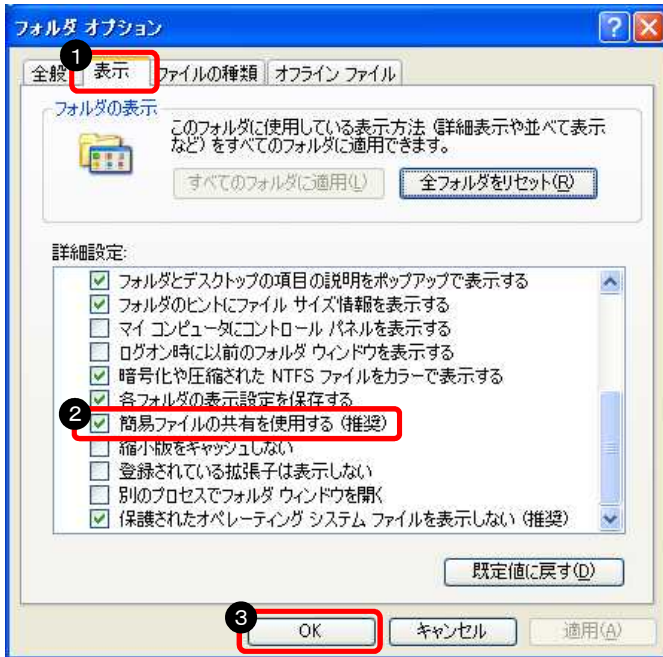 フォルダ オプション
1
全般 表示 ファイルの種類 オフライン ファイル
フォルダの表示
このフォルダに使用している表示方法 (詳細表示や並べて表示
など) をすべてのフォルダに適用できます。
すべてのフォルダに適用(L) 全フォルダをリセット(R)
詳細設定:
フォルダとデスクトップの項目の説明をポップアップで表示する
フォルダのヒントにファイル サイズ情報を表示する
マイ コンピュータにコントロール パネルを表示する
ログオン時に以前のフォルダ ウィンドウを表示する
暗号化や圧縮された NTFS ファイルをカラーで表示する
各フォルダの表示設定を保存する
2 簡易ファイルの共有を使用する (推奨)
縮小版をキャッシュしない
登録されている拡張子は表示しない
別のプロセスでフォルダ ウィンドウを開く
保護されたオペレーティング システム ファイルを表示しない (推奨)
既定値に戻す(D)
3 OK キャンセル 適用(A)